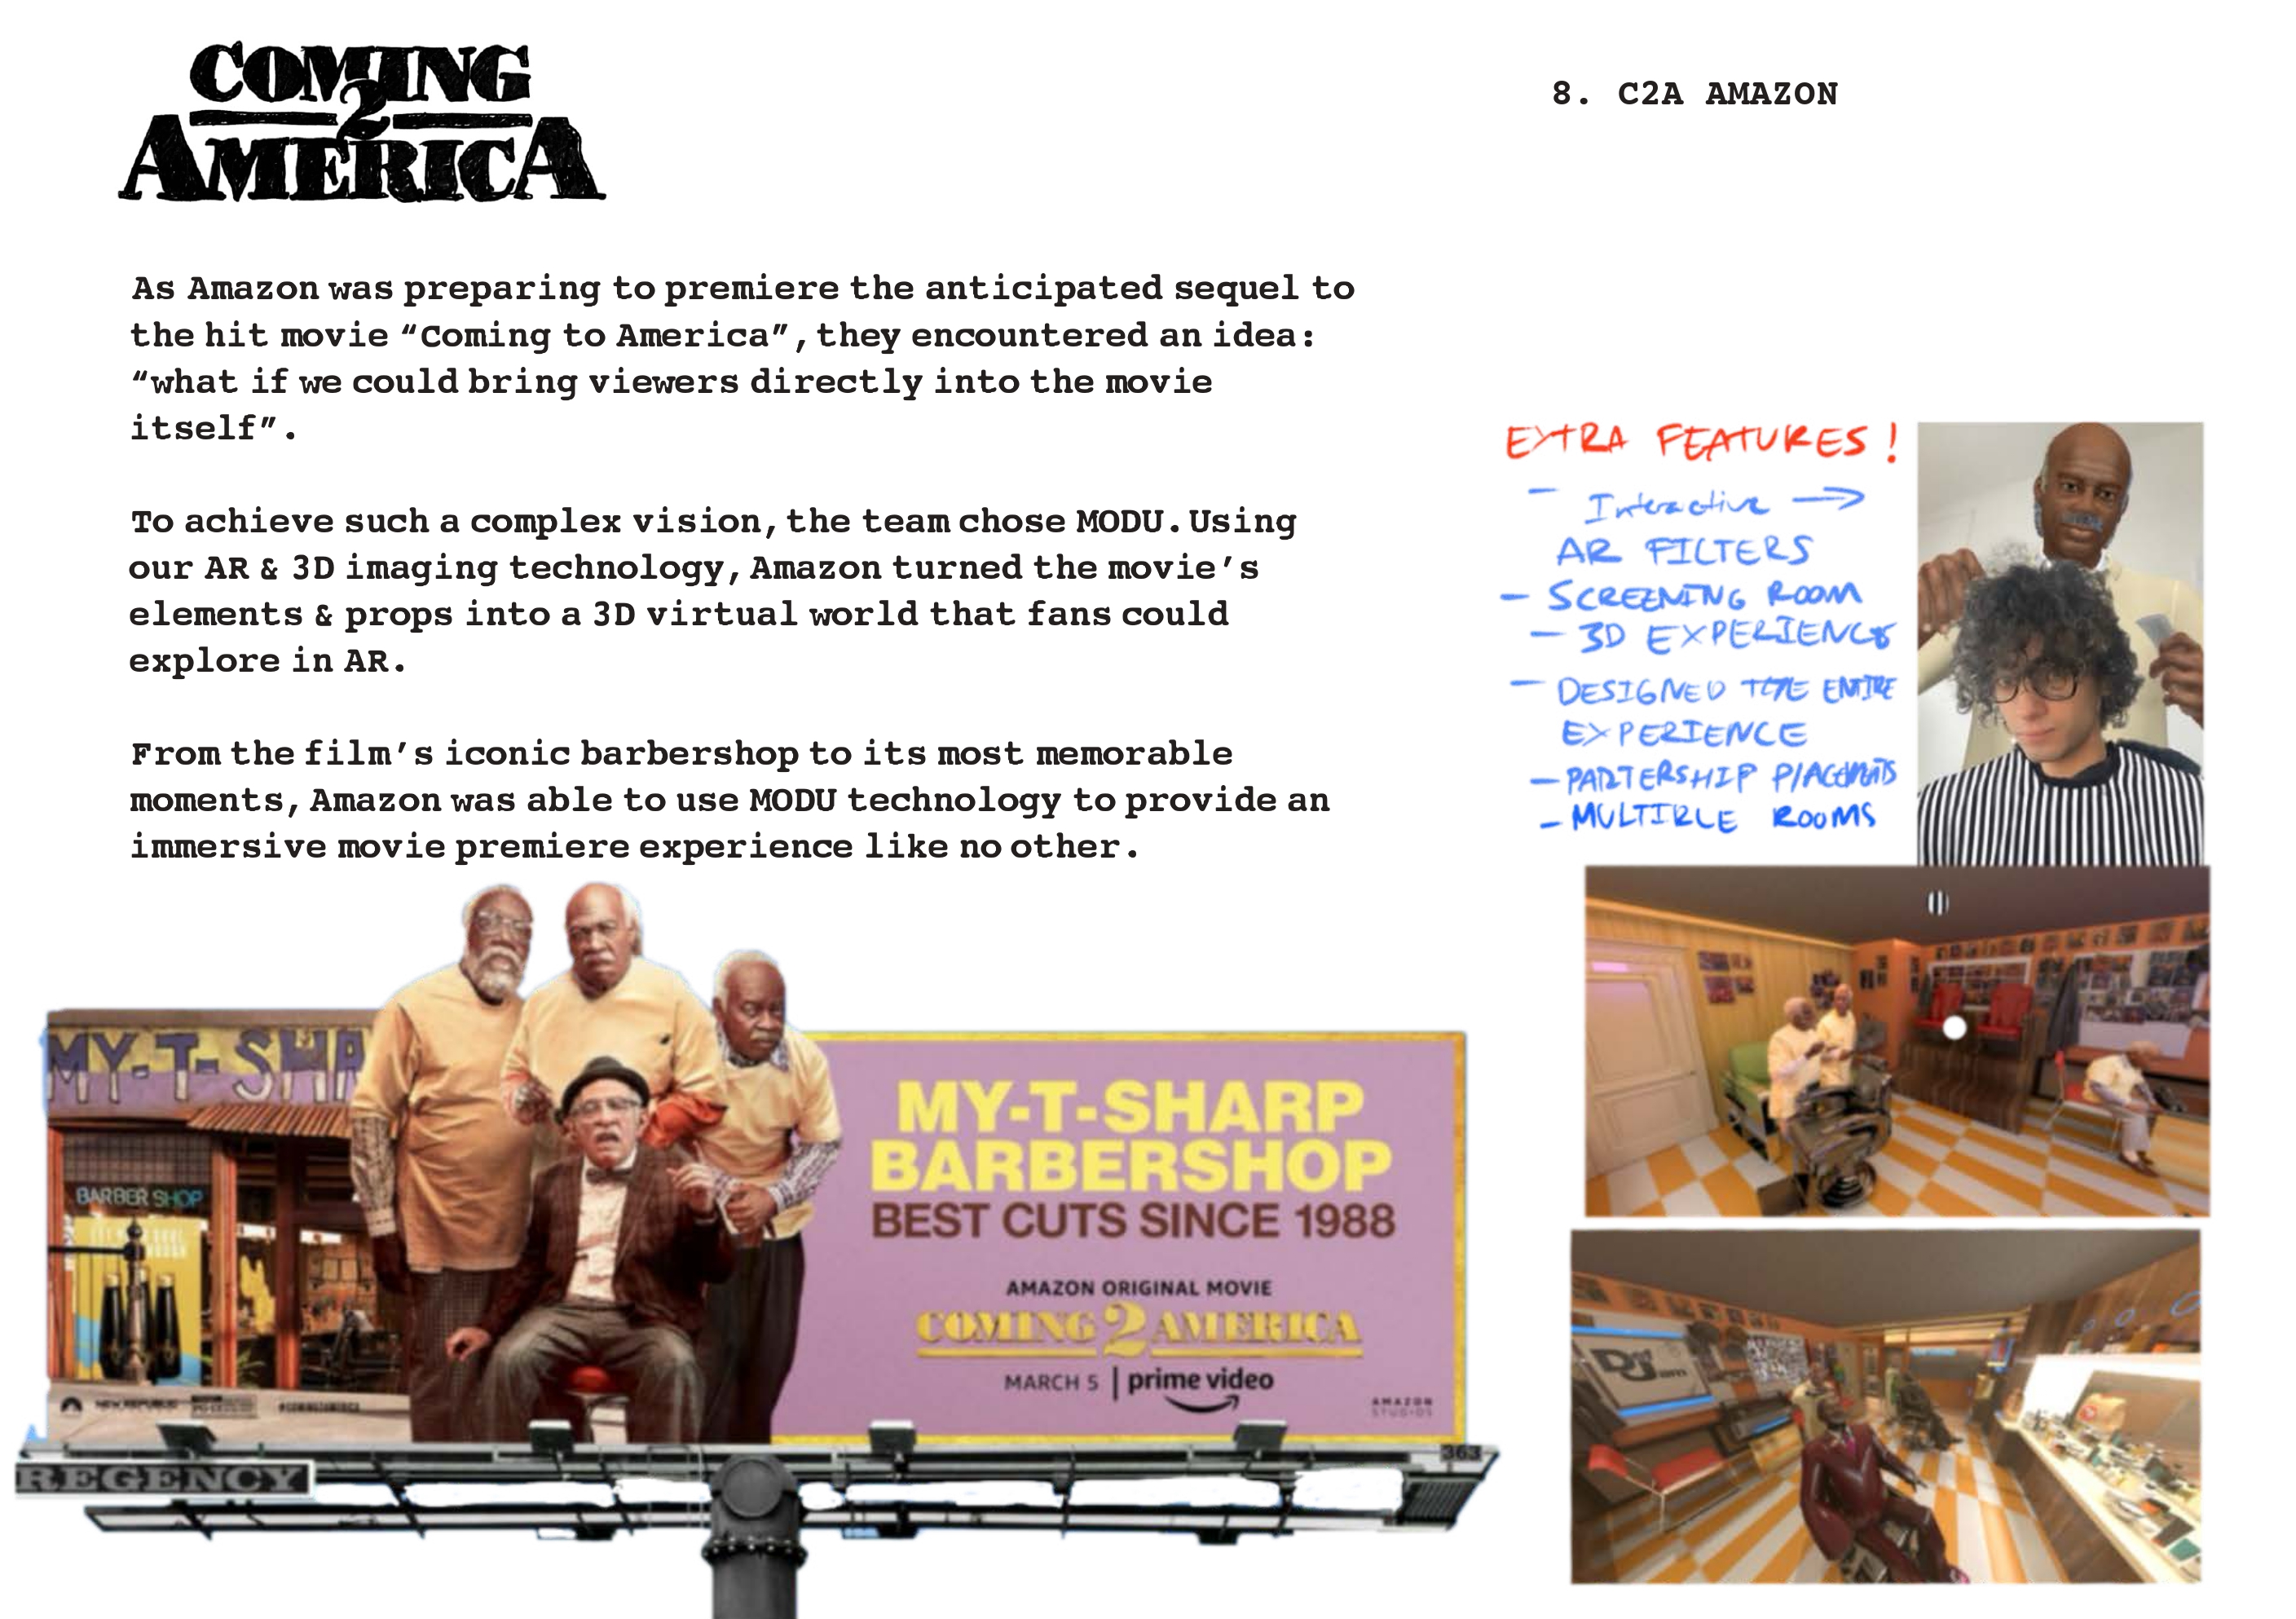 COMING
2
AMERICA
8. C2A AMAZON
As Amazon was preparing to premiere the anticipated sequel to
the hit movie “Coming to America”, they encountered an idea:
“what if we could bring viewers directly into the movie
itself”.
To achieve such a complex vision, the team chose MODU. Using
our AR & 3D imaging technology, Amazon turned the movie’s
elements & props into a 3D virtual world that fans could
explore in AR.
From the film’s iconic barbershop to its most memorable
moments, Amazon was able to use MODU technology to provide an
immersive movie premiere experience like no other.
EXTRA FEATURES!
- Interactive →
AR FILTERS
- SCREENING ROOM
- 3D EXPERIENCE
- DESIGNED THE ENTIRE
EXPERIENCE
- PARTERSHIP PLACEMENTS
- MULTIPLE ROOMS
MY-T-SHA
BARBER SHOP
MY-T-SHARP
BARBERSHOP
BEST CUTS SINCE 1988
AMAZON ORIGINAL MOVIE
COMING 2 AMERICA
MARCH 5 | prime video
AMAZON
STUDIOS
NEW REPUBLIC
363
REGENCY
Def Jam